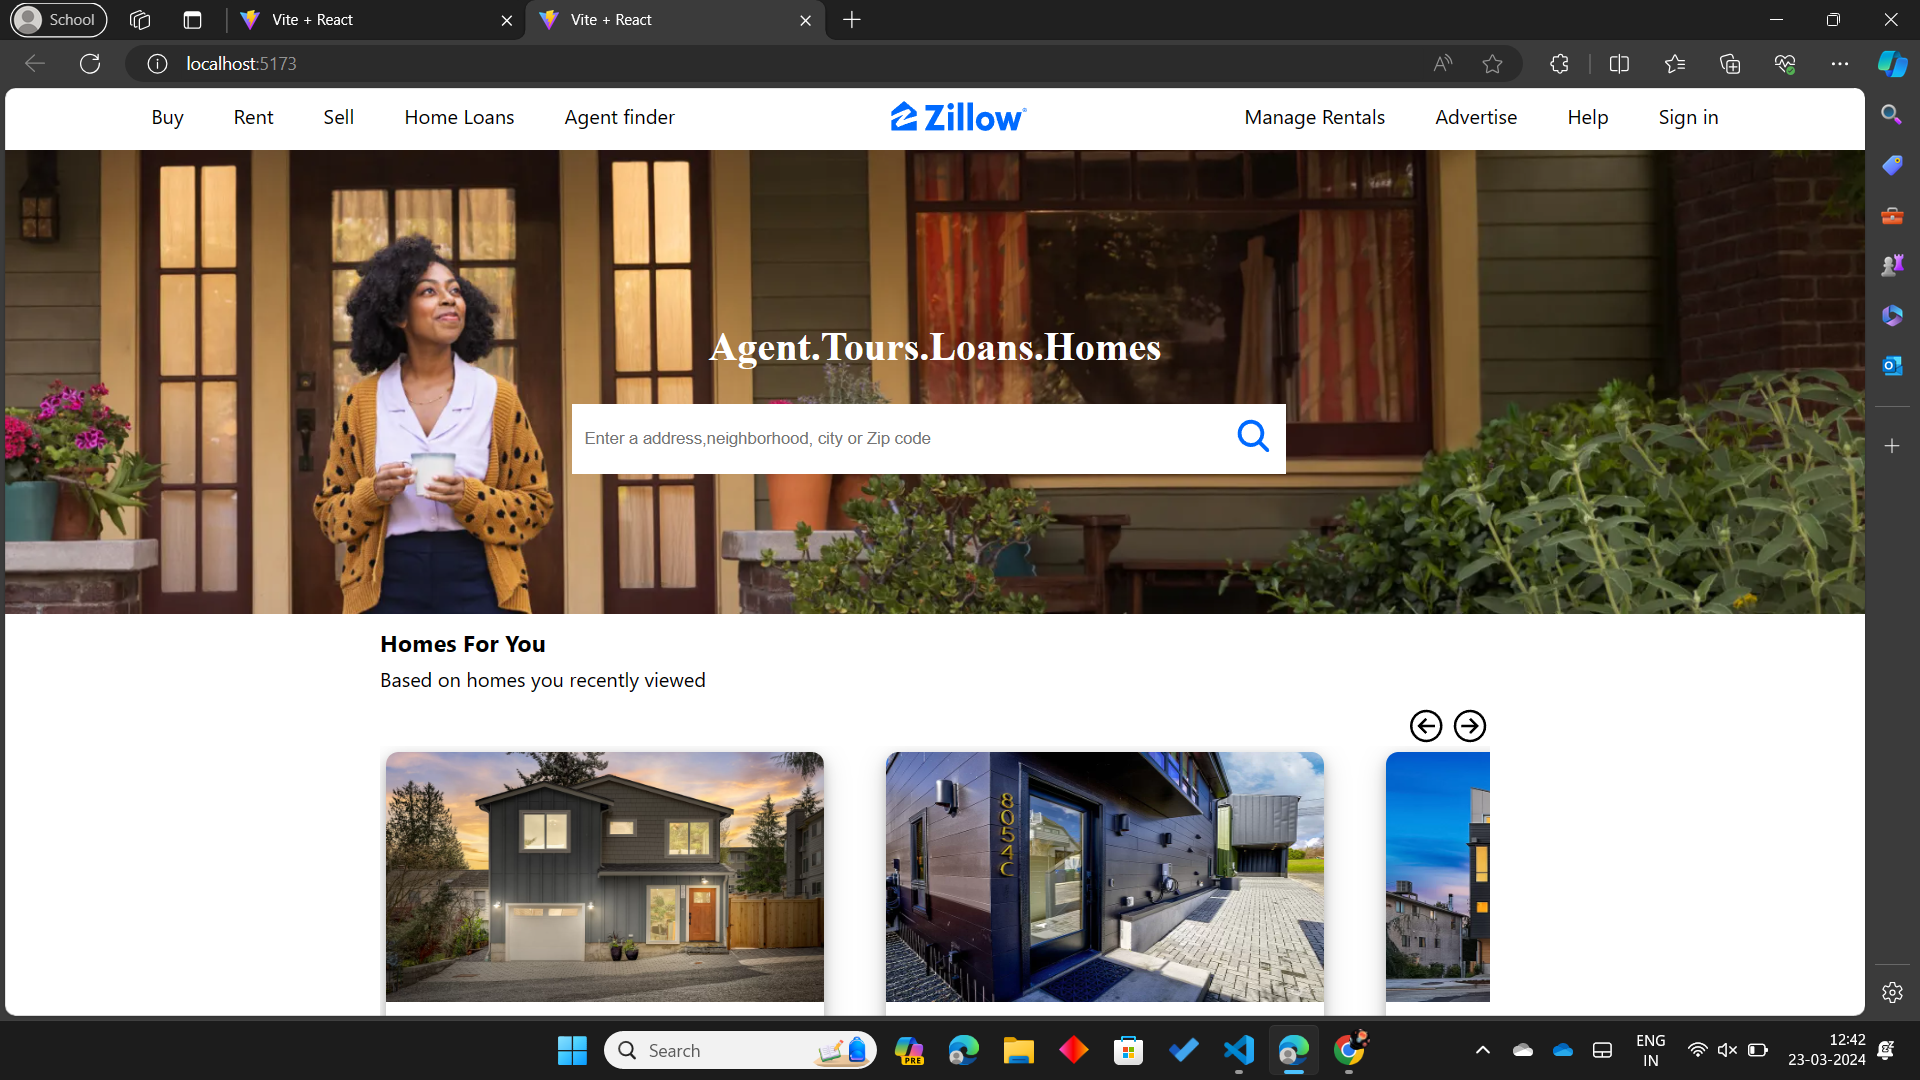 School
Vite + React
Vite + React
localhost:5173
Buy Rent Sell Home Loans Agent finder Zillow Manage Rentals Advertise Help Sign in
Agent.Tours.Loans.Homes
Enter a address,neighborhood, city or Zip code
Homes For You
Based on homes you recently viewed
8054C
Search
PRE
ENG
IN
12:42
23-03-2024